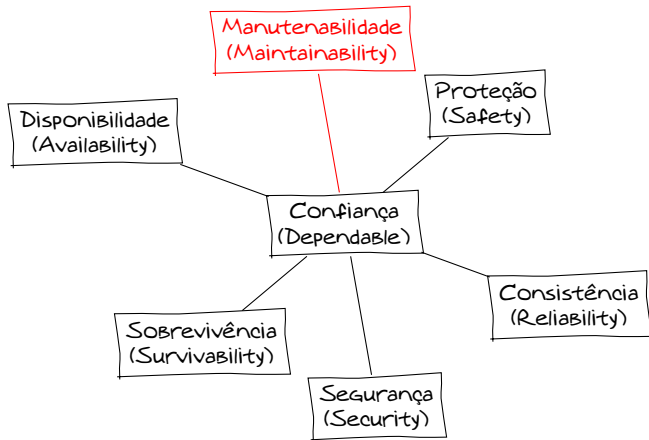 Manutenabilidade
(Maintainability)
Proteção
(Safety)
Disponibilidade
(Availability)
Confiança
(Dependable)
Consistência
(Reliability)
Sobrevivência
(Survivability)
Segurança
(Security)